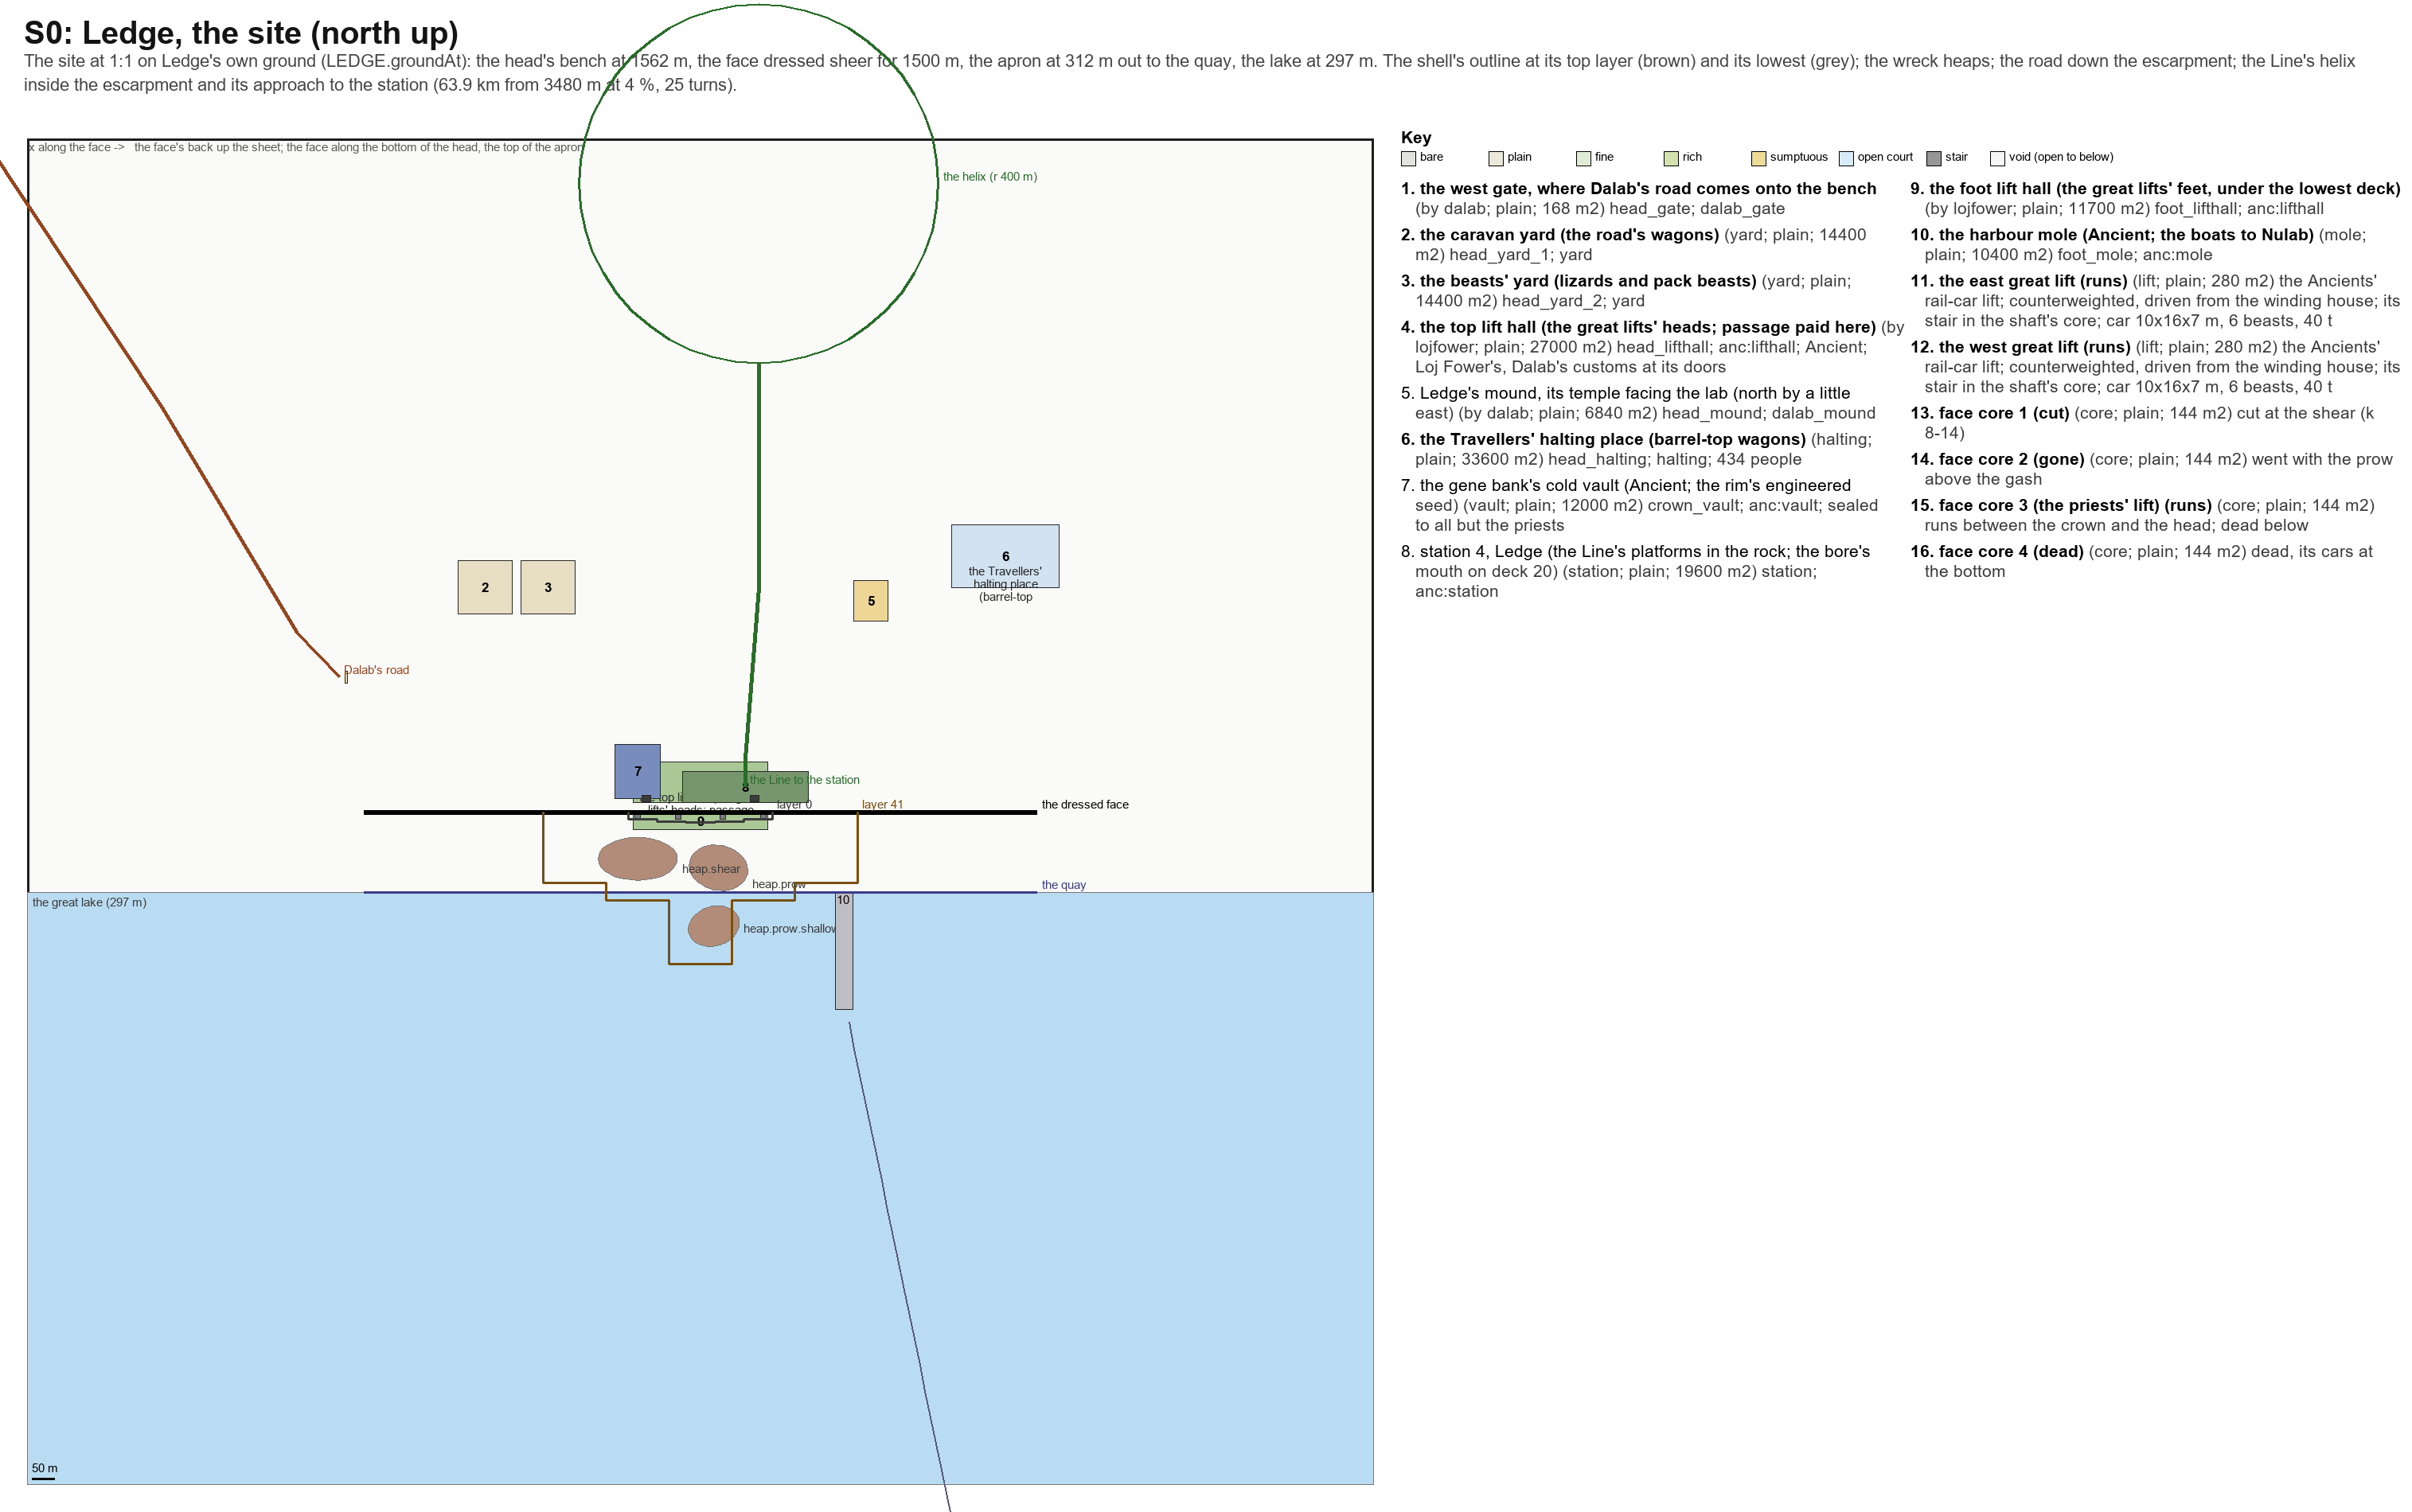 S0: Ledge, the site (north up)
The site at 1:1 on Ledge's own ground (LEDGE.groundAt): the head's bench at 1562 m, the face dressed sheer for 1500 m, the apron at 312 m out to the quay, the lake at 297 m. The shell's outline at its top layer (brown) and its lowest (grey); the wreck heaps; the road down the escarpment; the Line's helix
inside the escarpment and its approach to the station (63.9 km from 3480 m at 4 %, 25 turns).
x along the face -> the face's back up the sheet; the face along the bottom of the head, the top of the apron
the helix (r 400 m)
6
the Travellers'
halting place
(barrel-top
2
3
5
Dalab's road
7
the Line to the station
8
top
lifts' heads; passage
layer 0
layer 41
the dressed face
9
heap.shear
heap.prow
the quay
the great lake (297 m)
10
heap.prow.shallow
50 m
Key
bare
plain
fine
rich
sumptuous
open court
stair
void (open to below)
1. the west gate, where Dalab's road comes onto the bench
(by dalab; plain; 168 m2) head_gate; dalab_gate
2. the caravan yard (the road's wagons) (yard; plain; 14400
m2) head_yard_1; yard
3. the beasts' yard (lizards and pack beasts) (yard; plain;
14400 m2) head_yard_2; yard
4. the top lift hall (the great lifts' heads; passage paid here) (by
lojfower; plain; 27000 m2) head_lifthall; anc:lifthall; Ancient;
Loj Fower's, Dalab's customs at its doors
5. Ledge's mound, its temple facing the lab (north by a little
east) (by dalab; plain; 6840 m2) head_mound; dalab_mound
6. the Travellers' halting place (barrel-top wagons) (halting;
plain; 33600 m2) head_halting; halting; 434 people
7. the gene bank's cold vault (Ancient; the rim's engineered
seed) (vault; plain; 12000 m2) crown_vault; anc:vault; sealed
to all but the priests
8. station 4, Ledge (the Line's platforms in the rock; the bore's
mouth on deck 20) (station; plain; 19600 m2) station;
anc:station
9. the foot lift hall (the great lifts' feet, under the lowest deck)
(by lojfower; plain; 11700 m2) foot_lifthall; anc:lifthall
10. the harbour mole (Ancient; the boats to Nulab) (mole;
plain; 10400 m2) foot_mole; anc:mole
11. the east great lift (runs) (lift; plain; 280 m2) the Ancients'
rail-car lift; counterweighted, driven from the winding house; its
stair in the shaft's core; car 10x16x7 m, 6 beasts, 40 t
12. the west great lift (runs) (lift; plain; 280 m2) the Ancients'
rail-car lift; counterweighted, driven from the winding house; its
stair in the shaft's core; car 10x16x7 m, 6 beasts, 40 t
13. face core 1 (cut) (core; plain; 144 m2) cut at the shear (k
8-14)
14. face core 2 (gone) (core; plain; 144 m2) went with the prow
above the gash
15. face core 3 (the priests' lift) (runs) (core; plain; 144 m2)
runs between the crown and the head; dead below
16. face core 4 (dead) (core; plain; 144 m2) dead, its cars at
the bottom